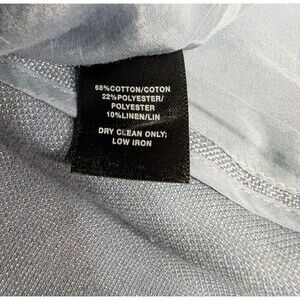 68%COTTON/COTON
22%POLYESTER/
POLYESTER
10%LINEN/LIN
DRY CLEAN ONLY;
LOW IRON